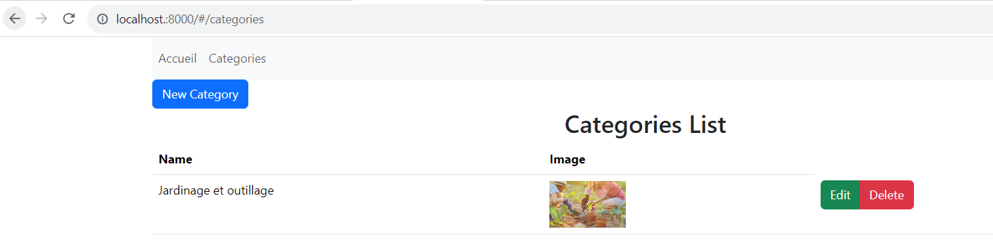 localhost.:8000/#/categories
Accueil Categories
New Category
Categories List
Name Image
Jardinage et outillage Edit Delete